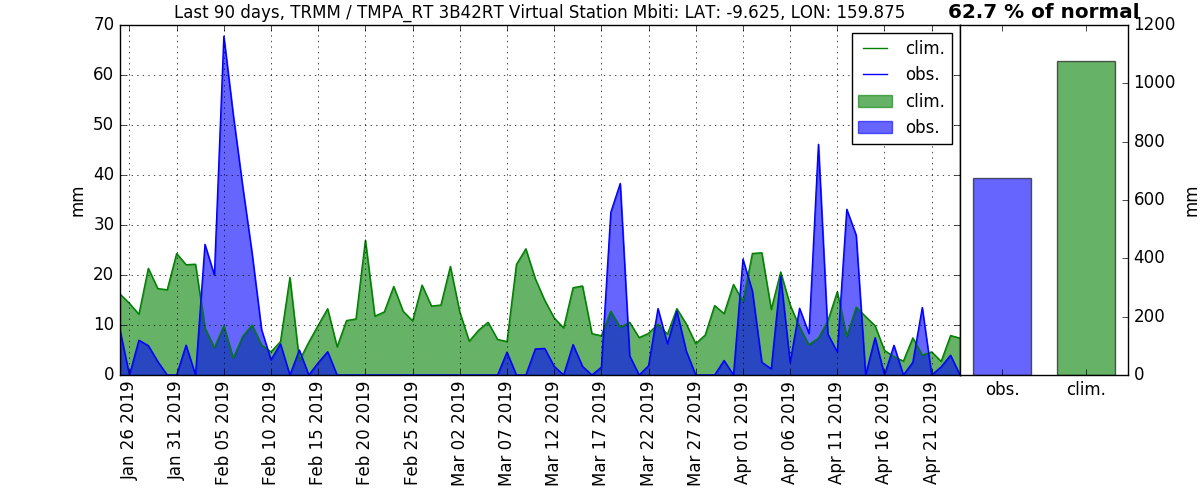 Last 90 days, TRMM / TMPA_RT 3B42RT Virtual Station Mbiti: LAT: -9.625, LON: 159.875
62.7 % of normal
70
60
50
40
30
20
10
0
mm
clim.
obs.
clim.
obs.
1200
1000
800
600
400
200
0
mm
obs.
clim.
Jan 26 2019
Jan 31 2019
Feb 05 2019
Feb 10 2019
Feb 15 2019
Feb 20 2019
Feb 25 2019
Mar 02 2019
Mar 07 2019
Mar 12 2019
Mar 17 2019
Mar 22 2019
Mar 27 2019
Apr 01 2019
Apr 06 2019
Apr 11 2019
Apr 16 2019
Apr 21 2019